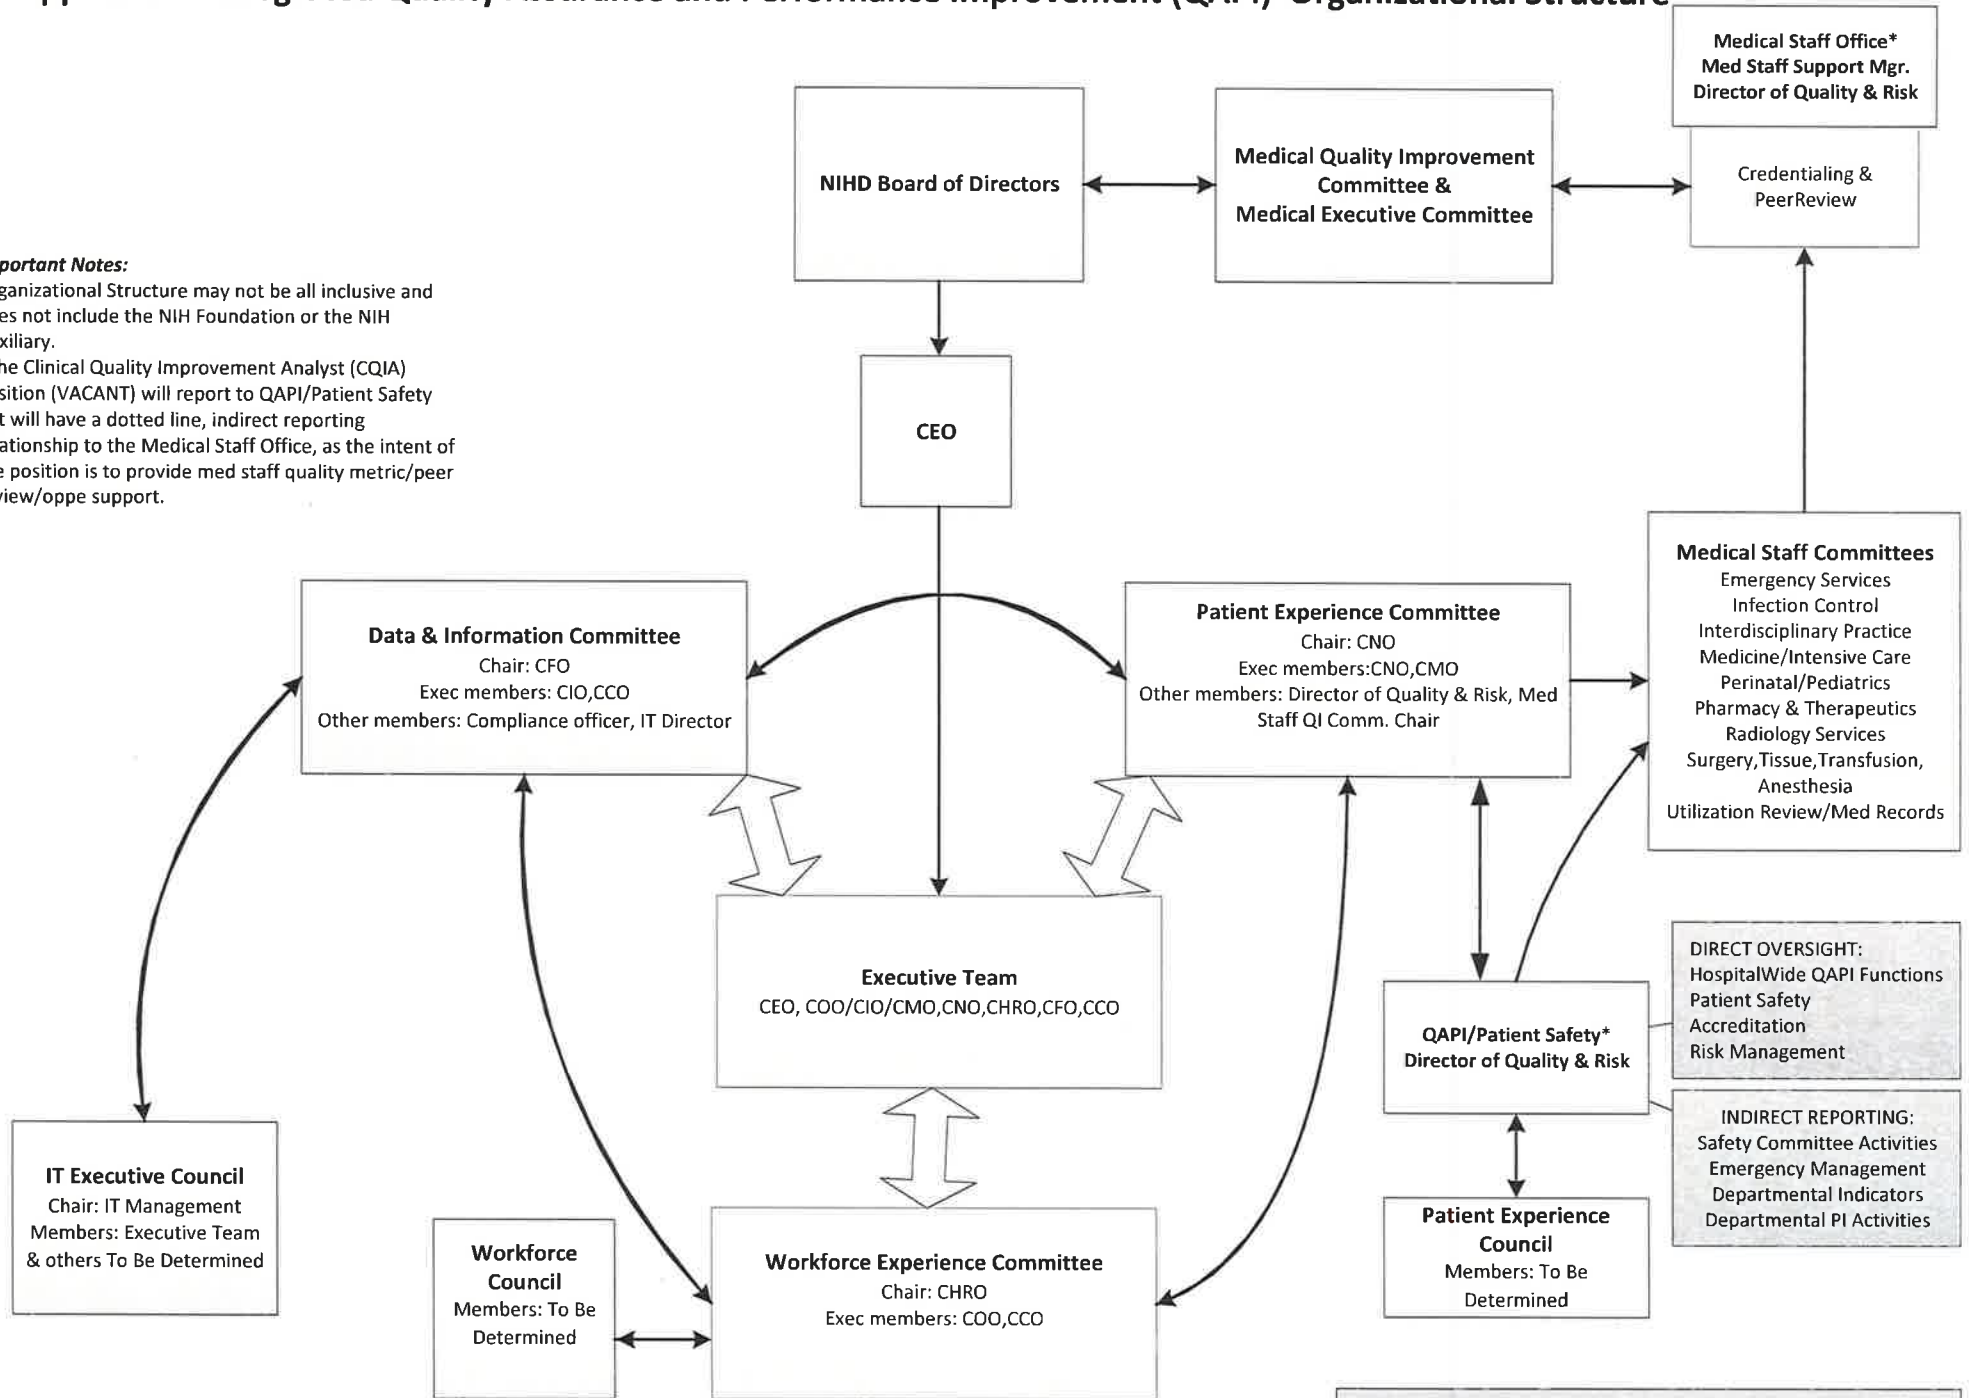 Quality Assurance and Performance Improvement (QAPI) Organizational Structure
Medical Staff Office*
Med Staff Support Mgr.
Director of Quality & Risk
Credentialing &
PeerReview
NIHD Board of Directors
Medical Quality Improvement
Committee &
Medical Executive Committee
portant Notes:
ganizational Structure may not be all inclusive and
es not include the NIH Foundation or the NIH
xiliary.
he Clinical Quality Improvement Analyst (CQIA)
sition (VACANT) will report to QAPI/Patient Safety
t will have a dotted line, indirect reporting
ationship to the Medical Staff Office, as the intent of
e position is to provide med staff quality metric/peer
view/oppe support.
CEO
Data & Information Committee
Chair: CFO
Exec members: CIO,CCO
Other members: Compliance officer, IT Director
Patient Experience Committee
Chair: CNO
Exec members:CNO,CMO
Other members: Director of Quality & Risk, Med
Staff QI Comm. Chair
Medical Staff Committees
Emergency Services
Infection Control
Interdisciplinary Practice
Medicine/Intensive Care
Perinatal/Pediatrics
Pharmacy & Therapeutics
Radiology Services
Surgery,Tissue,Transfusion,
Anesthesia
Utilization Review/Med Records
Executive Team
CEO, COO/CIO/CMO,CNO,CHRO,CFO,CCO
QAPI/Patient Safety*
Director of Quality & Risk
DIRECT OVERSIGHT:
HospitalWide QAPI Functions
Patient Safety
Accreditation
Risk Management
INDIRECT REPORTING:
Safety Committee Activities
Emergency Management
Departmental Indicators
Departmental PI Activities
IT Executive Council
Chair: IT Management
Members: Executive Team
& others To Be Determined
Workforce
Council
Members: To Be
Determined
Workforce Experience Committee
Chair: CHRO
Exec members: COO,CCO
Patient Experience
Council
Members: To Be
Determined